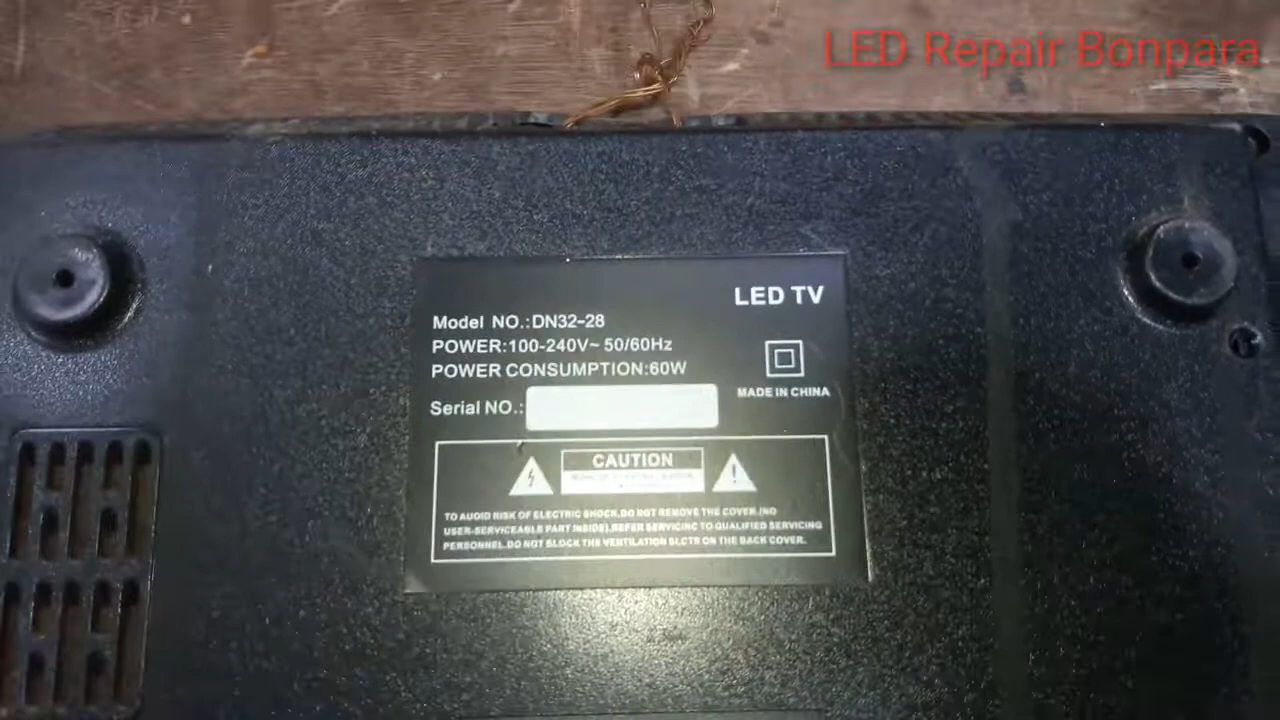 LED Repair Bonpara
LED TV
Model NO.:DN32-28
POWER:100-240V~ 50/60Hz
POWER CONSUMPTION:60W
MADE IN CHINA
Serial NO.:
CAUTION
TO AUOID RISK OF ELECTRIC SHOCK.DO NOT REMOVE THE COVER.(NO
USER-SERVICEABLE PART INSIDE).REFER SERVICINC TO QUALIFIED SERVICING
PERSONNEL.DO NOT BLOCK THE VENTILATION SLCTS ON THE BACK COVER.